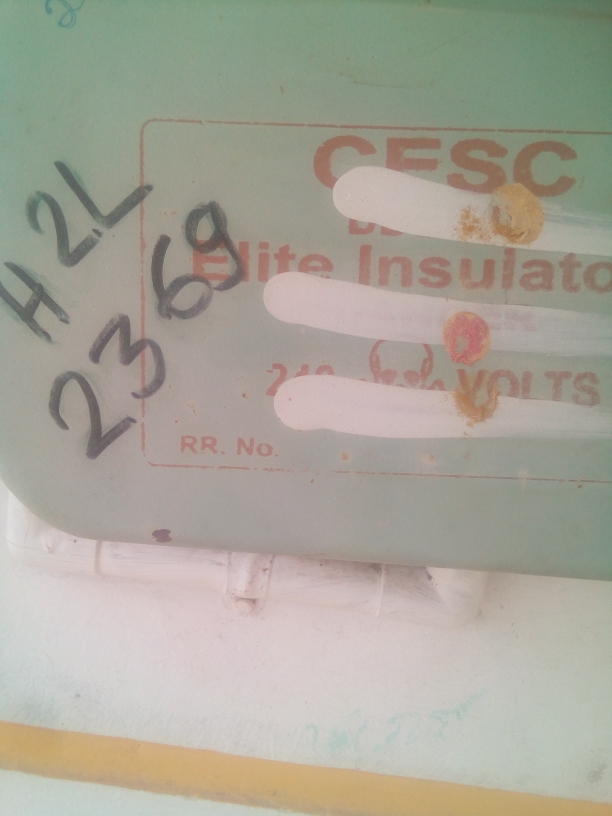 CESC
Elite Insulato
VOLTS
RR. No.
H2L
2369